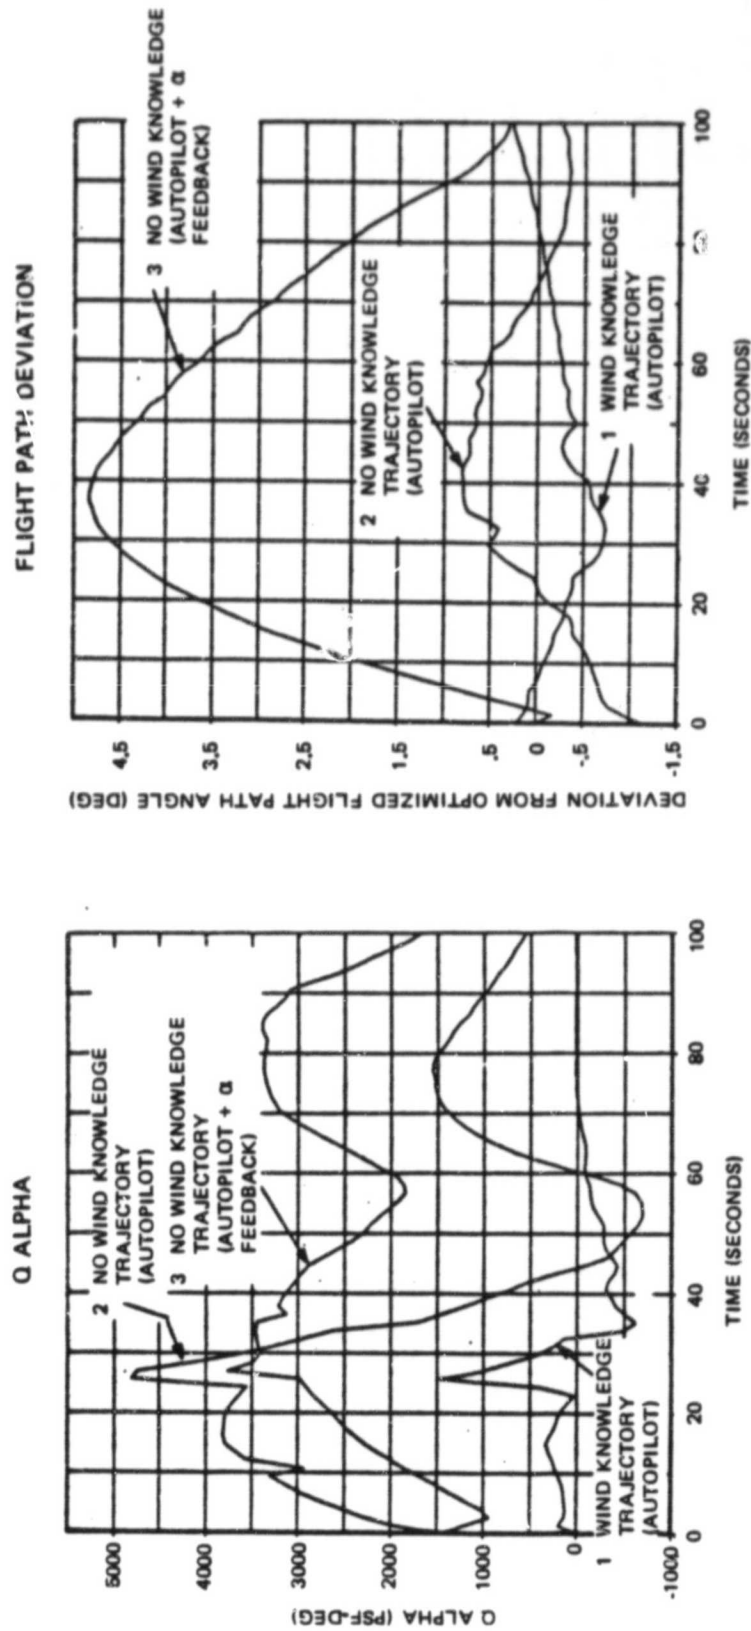 Q ALPHA
2 NO WIND KNOWLEDGE
TRAJECTORY
(AUTOPILOT)
3 NO WIND KNOWLEDGE
TRAJECTORY
(AUTOPILOT + α
FEEDBACK)
5000
4000
3000
2000
1000
0
-1000
Q ALPHA (PSF-DEG)
1 WIND KNOWLEDGE
TRAJECTORY
(AUTOPILOT)
0 20 40 60 80 100
TIME (SECONDS)
FLIGHT PATH DEVIATION
3 NO WIND KNOWLEDGE
(AUTOPILOT + α
FEEDBACK)
2 NO WIND KNOWLEDGE
TRAJECTORY
(AUTOPILOT)
4.5
3.5
2.5
1.5
.5
0
-.5
-1.5
DEVIATION FROM OPTIMIZED FLIGHT PATH ANGLE (DEG)
1 WIND KNOWLEDGE
TRAJECTORY
(AUTOPILOT)
0 20 40 60 80 100
TIME (SECONDS)